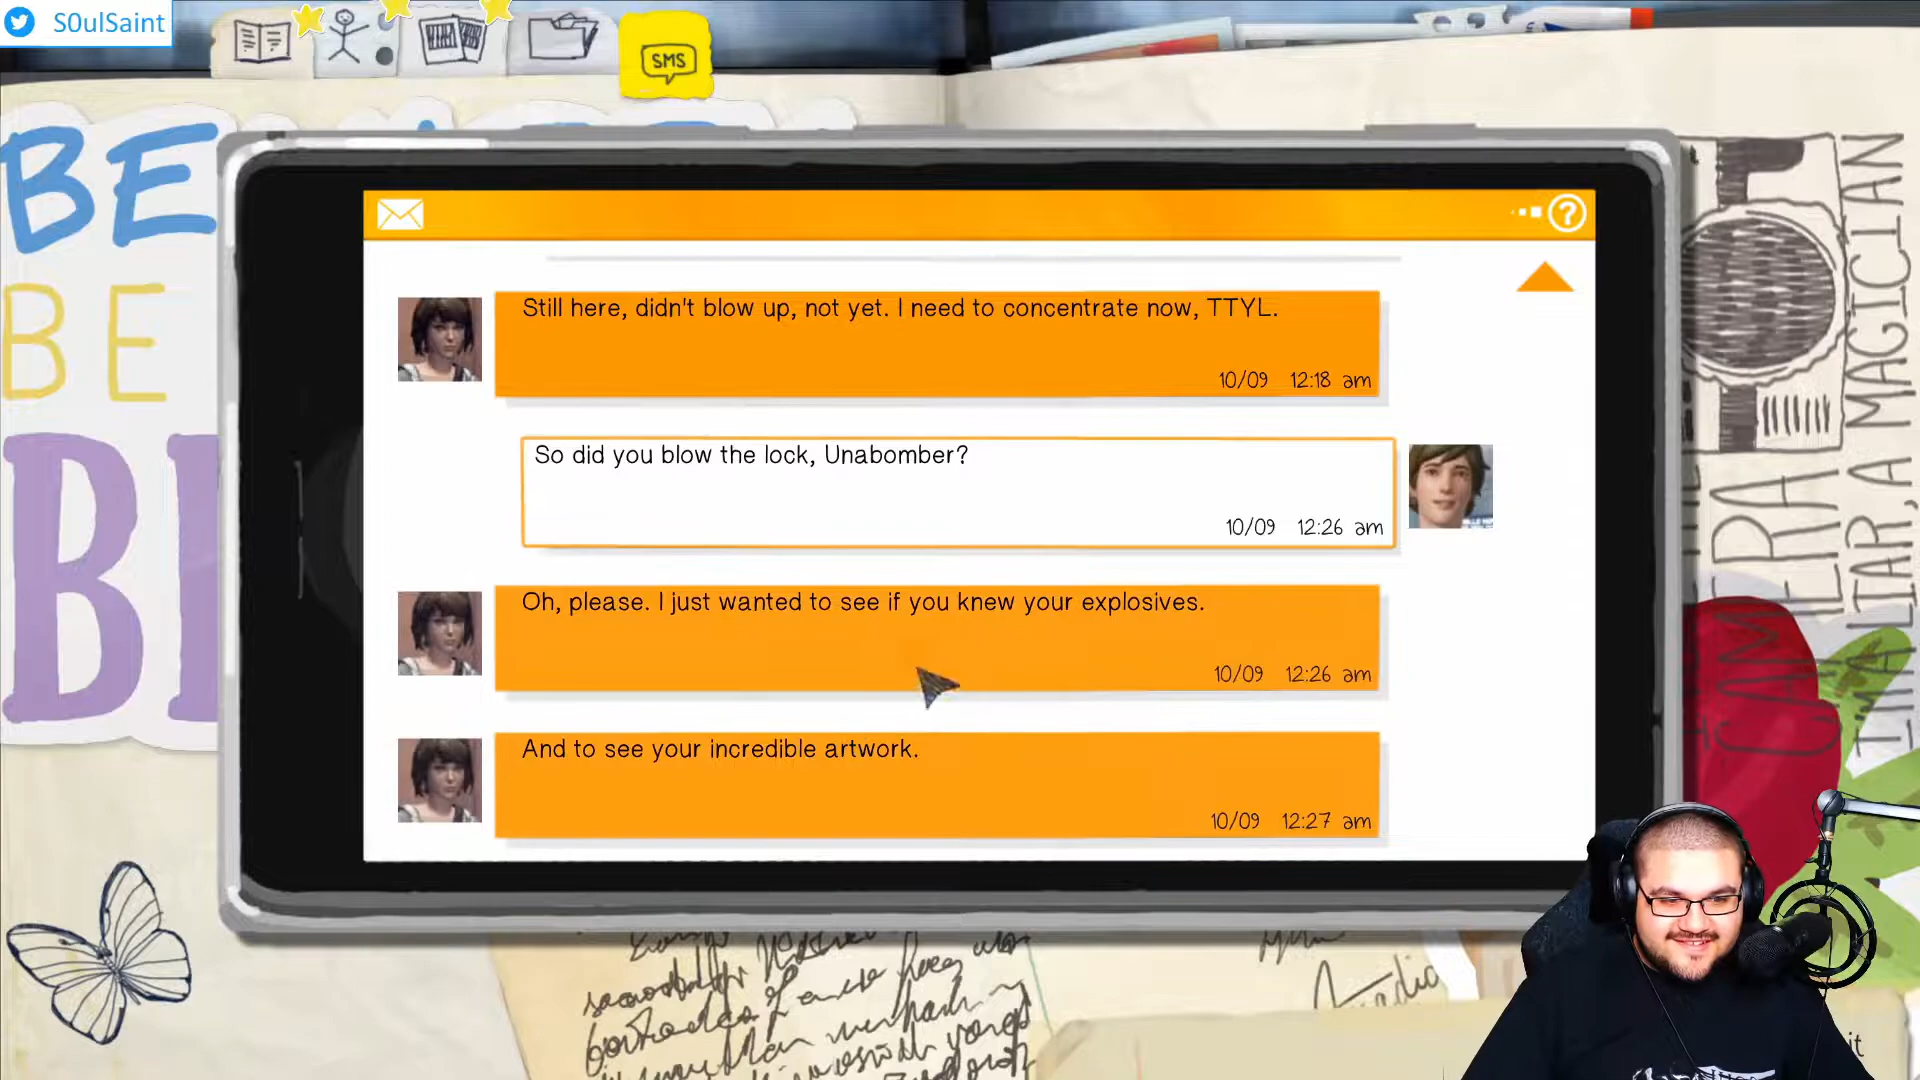 S0ulSaint
SMS
BE
BE
Still here, didn't blow up, not yet. I need to concentrate now, TTYL.
10/09 12:18 am
So did you blow the lock, Unabomber?
10/09 12:26 am
Oh, please. I just wanted to see if you knew your explosives.
10/09 12:26 am
And to see your incredible artwork.
10/09 12:27 am
CAMERA
LIAR, A MAGICIAN